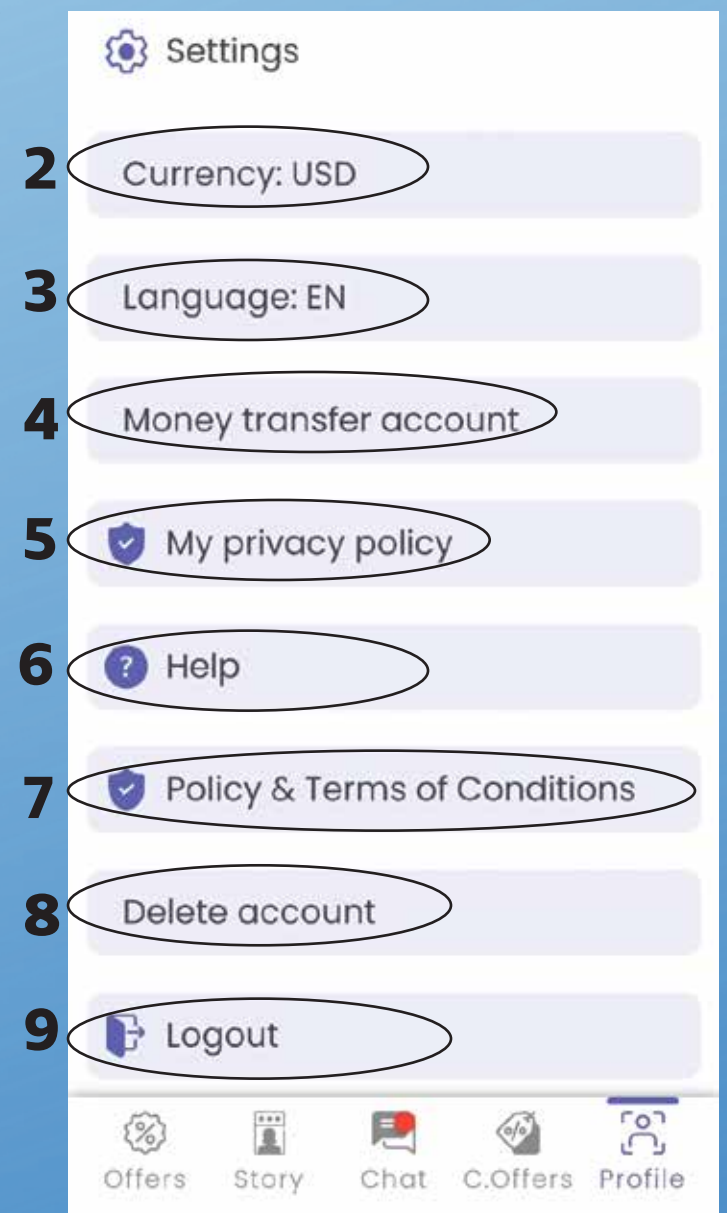 Settings
2 Currency: USD
3 Language: EN
4 Money transfer account
5 My privacy policy
6 ? Help
7 Policy & Terms of Conditions
8 Delete account
9 Logout
Offers Story Chat C.Offers Profile